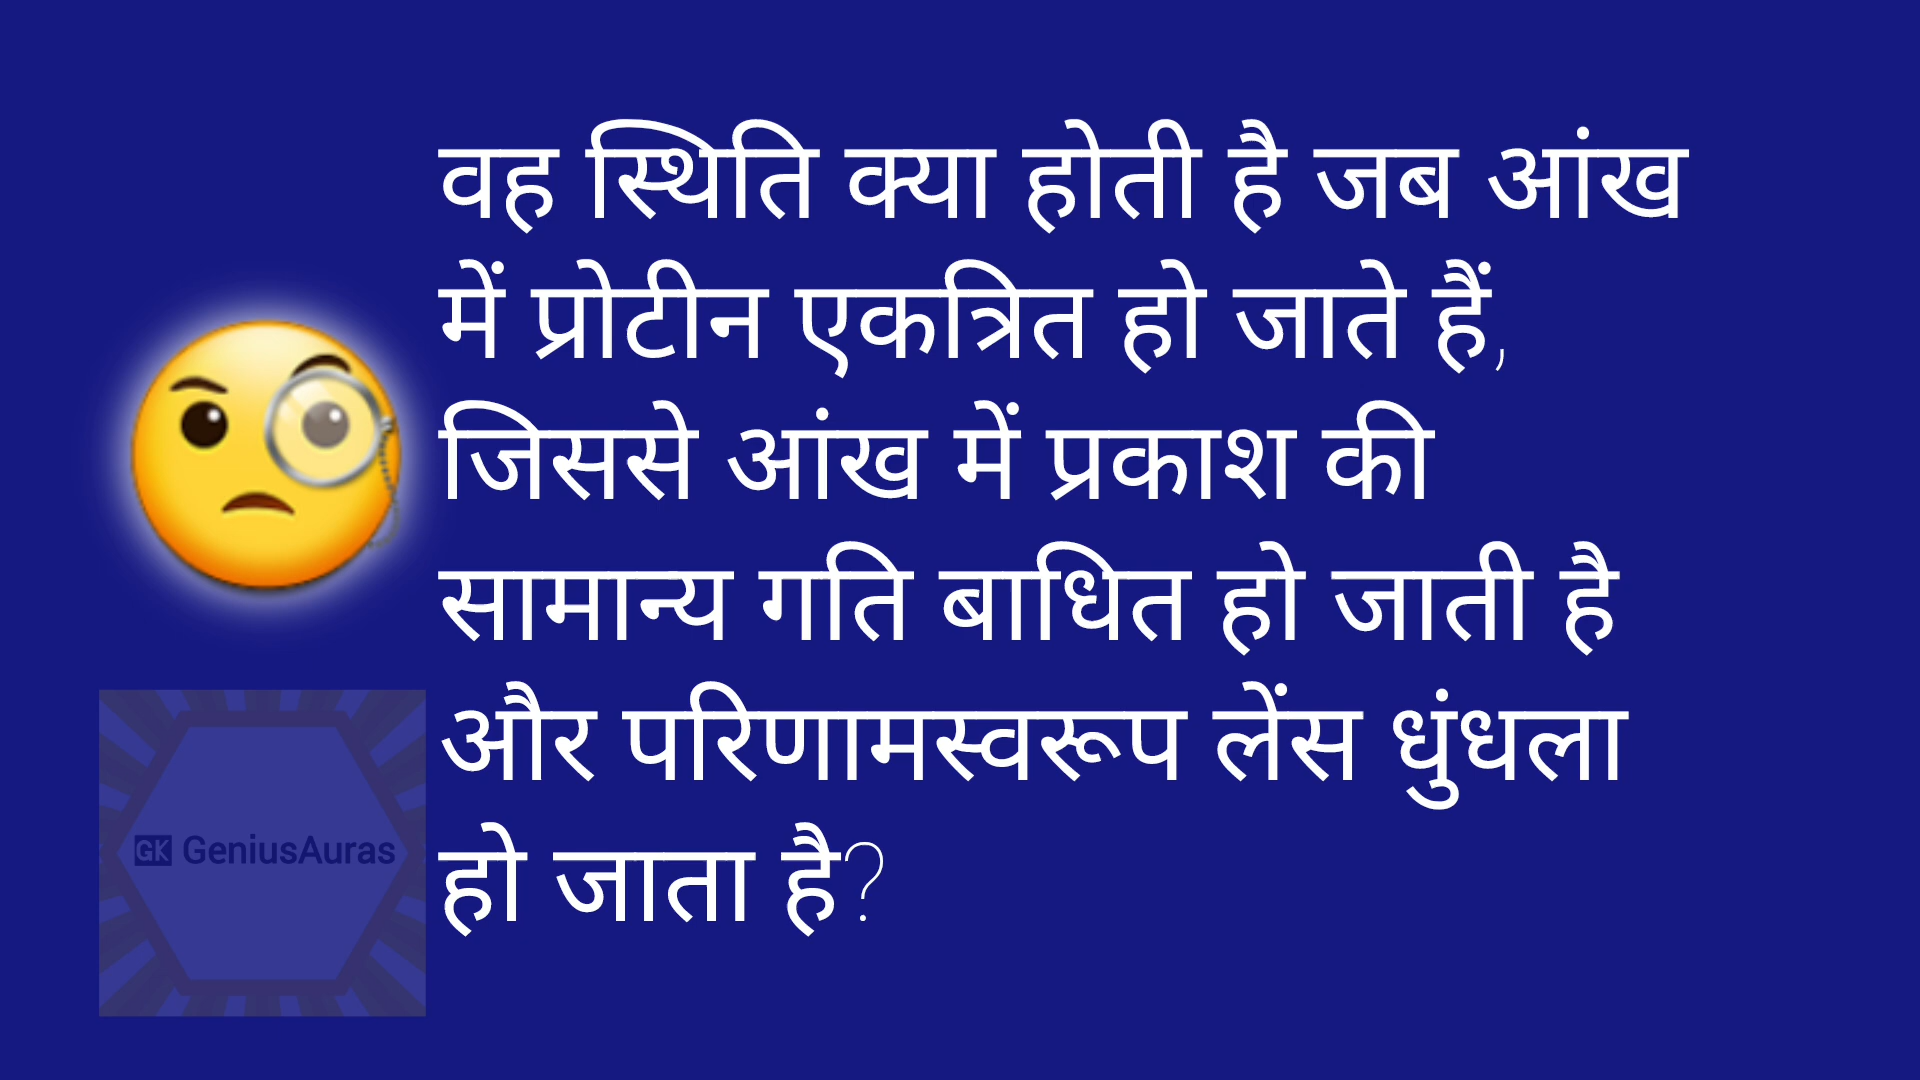 वह स्थिति क्या होती है जब आंख
में प्रोटीन एकत्रित हो जाते हैं,
जिससे आंख में प्रकाश की
सामान्य गति बाधित हो जाती है
और परिणामस्वरूप लेंस धुंधला
हो जाता है?
GK GeniusAuras